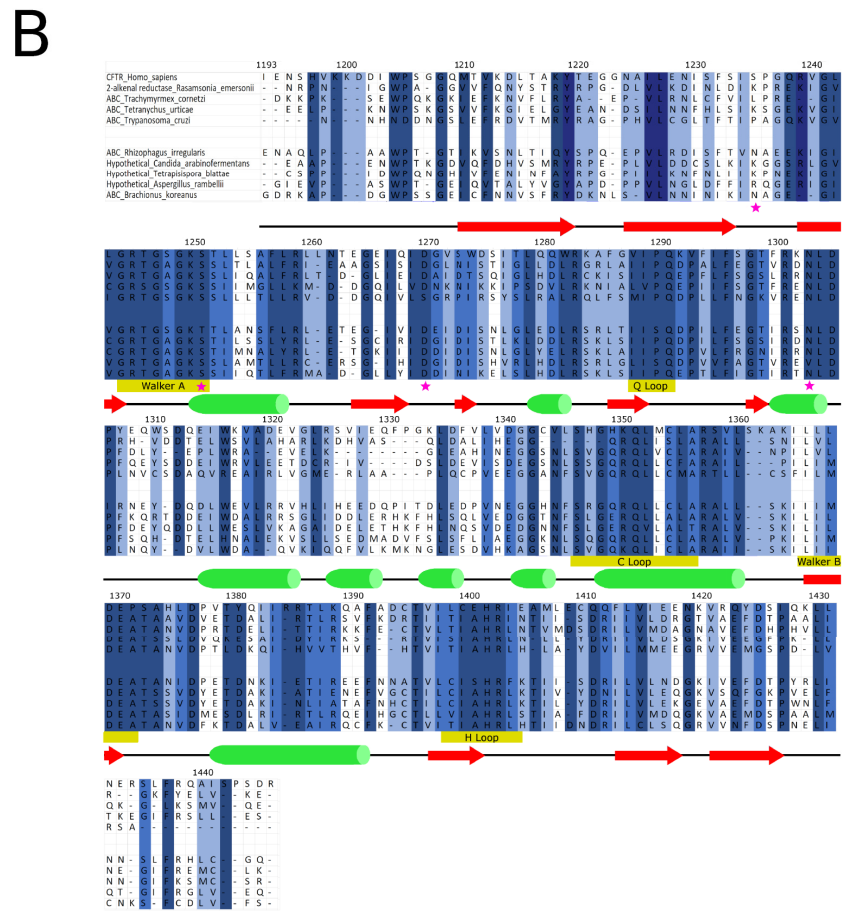 B
1193 1200 1210 1220 1230 1240
CFTR_Homo_sapiens I E N S H V K K D D I W P S G G Q M T V K D L T A K Y T E G G N A I L E N I S F S I S P G Q R V G L
2-alkenal reductase_Rasamsonia_emersonii - - N R P N - - - - I G W P A - G G V V F Q N Y S T R Y R P G - D L V L K D I N L D I K P R E K I G V
ABC_Trachymyrmex_cornetzi - D K K P K - - - S E W P Q K G K I E F K N V F L R Y A - - E P - V L R N L C F V I L P R E K V G I
ABC_Tetranychus_urticae - - E E L P - - - K N W P S K G S V V F K G I E L G Y E A N - D S I L K N I H L S I E S G E K V G I
ABC_Trypanosoma_cruzi - - - - N - - - N H N D D N G S L E F R D V T M R Y R A G - P H V L C G L T F T I P A G Q K V G V
ABC_Rhizophagus_irregularis E N A Q L P - - - A A W P T - G T I K V S N L T I Q Y S P Q - E P V L R D I S F T V N A E E K V G I
Hypothetical_Candida_arabinofermentans - - E A A P - - - E N W P T K G D V Q F D H V S M R Y R P E - L D D C S L K I K G G S R L G V
Hypothetical_Tetrapisispora_blattae
Hypothetical_Aspergillus_rambellii - G I E V P - - - A S W P T - S G E V Q T A L Y V G Y A P D - P P V L N G L D F F I R Q G E R I G I
ABC_Brachionus_koreanus G D R K A P - - - D W P S S G E I C F N N V S F R Y D K N L - S V L N N I N I K I N A G E K I G I
1250 1260 1270 1280 1290 1300
L G R T G S G K S T L L S A F L R L L N T E G E I Q I D G V S W D S I T L Q Q W R K A F G V I P Q K V F I F S G T F R K N L D
V G R T G A G K S S L T L A L F R I - E A A G S I S I D G L N I S T I G L L D L R G R L A I I P Q D P A L F E G T V R D N L D
V G R T G A G K S S L I Q A L F R L T - D - G L I E I D A I D T S Q I G L H D L R C K I S I I P Q E P F L F S G S L R R N L D
C G R S G S G K S S L I M G L L K M - D - D G Q I L V D N K N I S K M S L K S L R N A I L I I P Q D P V L F S G S I R M N L D
I G R T G S G K S S L L L T L L R V - D - D G Q I V L S G R P I R S Y S L R A L R Q L F S M I P Q D P L L F N G K V R E N L D
V G R T G A G K T T L A N S F L R L - E T E G - I V I D E I D I S N L G L E D L R S R L T I I S Q D P I L F E G T I R S N L D
C G R T G A G K S T L S S L Y R L - E S G C I R I D G I D I S N L G L H D L R S K L S I I P Q E P V L F R G T I R S N L D
V G R T G A G K S T I M N A L Y R L - E T G K I I I D D I D I S T L G L Y D L R R K L S I I P Q D P V L F R G N I R R N L D
V G R T G A G K S S L A M T L L R - C E R S G - I H I D G I D I S H V R L H D L R S R L S I I P Q D P V V F A G T V R E N L D
V G R T G A G K S S L I Q T L F R M A - D - G L L Y I D N I N I K E L S L H D L R K S I S I I P Q E P T L F I G T I R S N L D
Walker A Q Loop
1310 1320 1330 1340 1350 1360
P Y E Q W S D Q E I W K V A D E V G L R S V I E Q F P G K L D F V L V D G G C V L S H G H K Q L M C L A R S V L S K A K I L L L
P R H - V D D T E L W S V L A H A R L K D H V A S - - - Q L D A L F H D G G S N L S V G Q R Q L L C L A R A I L - - S N I L V L
P F D L Y - - E P L W R A - L V E V K - - - - - - - - G L E A H I N E G G S N L S V G Q R Q L I C L A R A I L - - N P I L V L
P F Q E Y S D D E I W R V L E E T D C R - I V - - - D S L D E V I S D E G G S N L S V G Q R Q L L C F A R A I L - - P I L I M
P L N V C S D A Q V R E A I R L V G M E - R L A A - - P L Q C P V E E G G A N L S V G Q R Q L L C L T R A L L - - C S F I L M
I R N E Y - D Q D L W E V L R R V H L I H E E D Q P I T D L E D P V N E G G H N F S R G Q R Q L L C L A R A L L - - S K I I I M
P F K Q R T D D E I W D A L R R S G L I D D L E R H K F H L S Q L V E D G G T N F S L G E R Q L L A L A R A L V - - S K I L I L
P F D E Y Q D D L L W E S L V K A G A I D E L E T H K F H L N Q S V D E D G N N F S L G E R Q L V A L T R A L V - - K S K I L I L
P F S Q H - D T E L W H V L K N V S S E E D M A D V F S N L D S V V E G G N S L S V G Q R Q L L C L A R A L L - - S P I L I M
P L N Q Y - - D V L W D A - Q V K I Q Q F V L K M K N G L E S D V H K A G S N L S V G Q K Q L I C L A R A I L - - K S N I L I I
C Loop Walker B
1370 1380 1390 1400 1410 1420 1431
D E P S A H L D P V T Y Q I I R R T L K Q A F A D C T V I L C E H R I E A M L E C Q Q F L V I E E N K V R Q Y D S I Q K L L
D E A T A A V D V E T D A L I - R S R S V F K D R T I I T I A H R I N T I I - S D R I L V L D R G T V A E F D H P A A L L
D E A T A N V D P R T D E L I - T T I R K K F E - C T V L T I A H R L N T V M D S D R I L V M D A G N A V E F D H P H V L L
D E A T A N V D P T L D K Q I - H V V T H V F - H T V I T I A H R L H T V L - Y D V I L M M E E G R V V E M G S P D - L V
D E A T S N I D P E T D N K I - E T I R E E F N N A T V L C I S H R F K T I I - S D R I L V L D N G K I V E F D T P Y R L I
D E A T S S V D Y E T D A K I - A T I E N E F V G C T I L C I A H R L K T I V - Y D N I L V L E Q G K V S Q F G K P V E L F
D E A T A S I D M E S D L R I - R T L R Q E F H G C T L L V I A H R L S T I A - F D N I R I L V D D G R V V E Y D
D E A T A N V D F K T D A L V - I R Q C F K - C T V I T I A H R L H T I V - D N D R I L C L S Q G R V V N F D S P A A M L
H Loop
1440
N E R S L F R Q A I S P S D R
R - - G K F Y E L V - - K E -
Q K - G - L K S M V - - Q E -
T K E G I F R S L L - - E S -
R S A - - - - - - - - - - - -
N N - S L F R H L C - - G Q -
N E - G I F R E M C - - L K -
N N - G I F K S M C - - S R -
Q T - G I F R G L V - - E Q -
C N K S - F C D L F V - - F S -